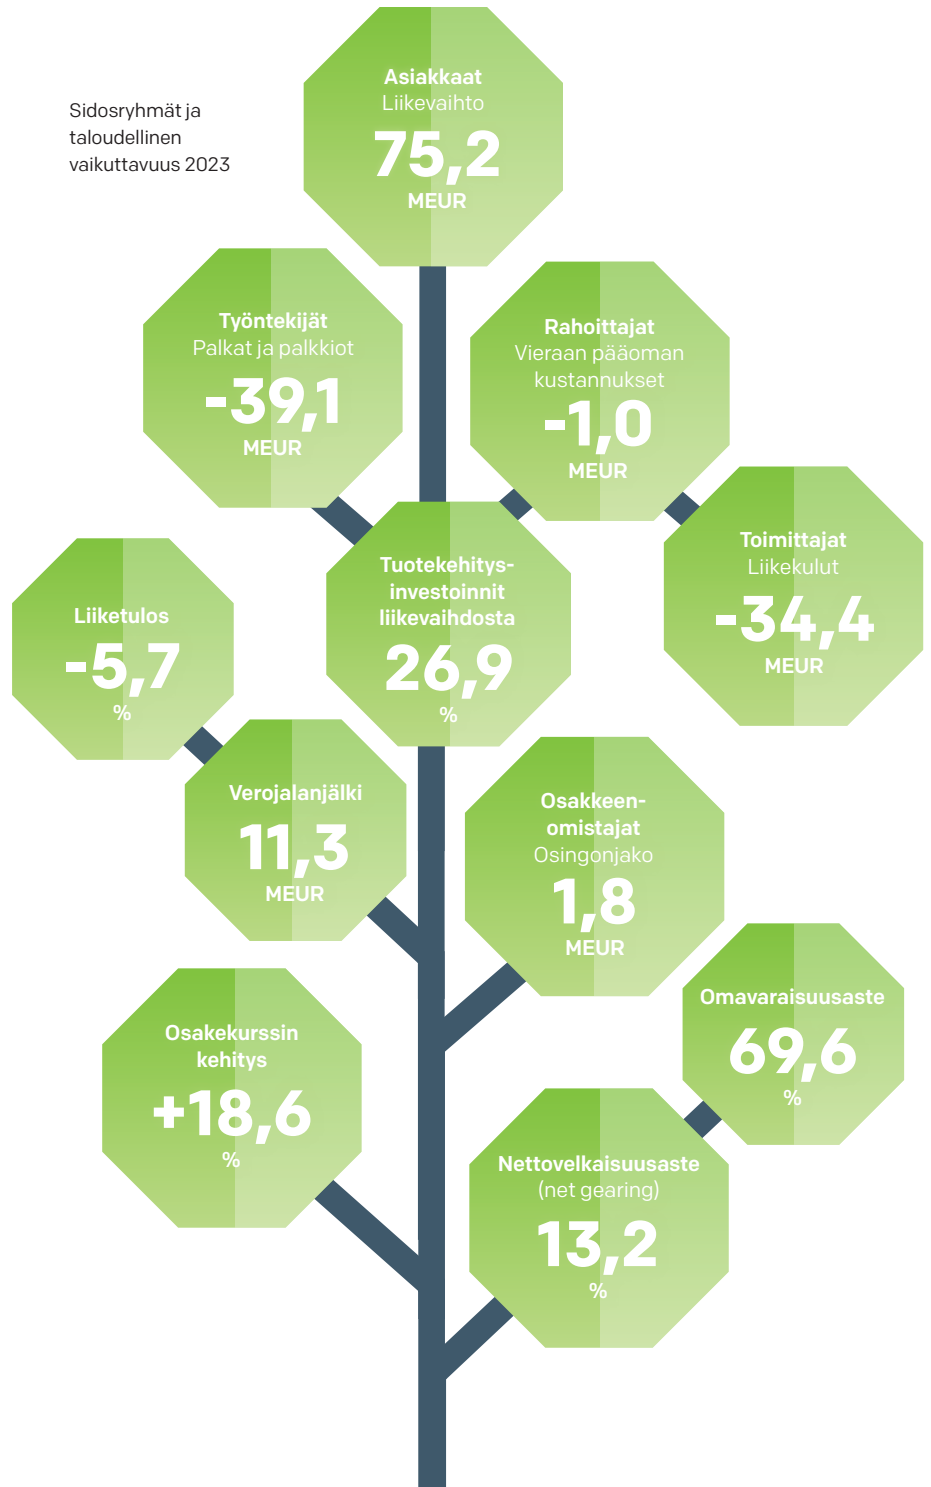 Sidosryhmät ja
taloudellinen
vaikuttavuus 2023
Asiakkaat
Liikevaihto
75,2
MEUR
Työntekijät
Palkat ja palkkiot
-39,1
MEUR
Rahoittajat
Vieraan pääoman
kustannukset
-1,0
MEUR
Toimittajat
Liikekulut
-34,4
MEUR
Tuotekehitys-
investoinnit
liikevaihdosta
26,9
%
Liiketulos
-5,7
%
Verojalanjälki
11,3
MEUR
Osakkeen-
omistajat
Osingonjako
1,8
MEUR
Omavaraisuusaste
69,6
%
Osakekurssin
kehitys
+18,6
%
Nettovelkaisuusaste
(net gearing)
13,2
%